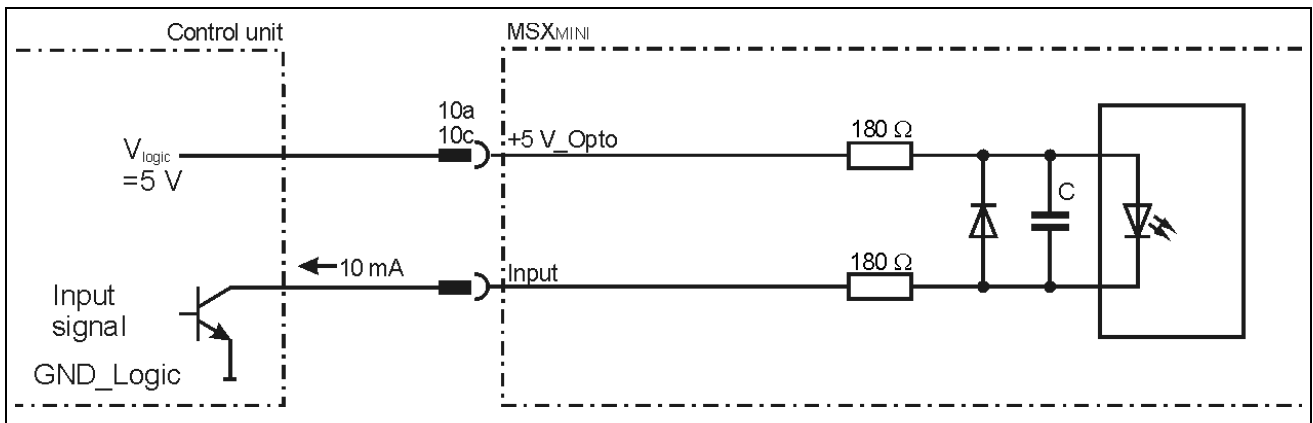 Control unit
MSXMINI
10a
10c
+5 V_Opto
180 Ω
Vlogic
=5 V
C
10 mA
Input
180 Ω
Input
signal
GND_Logic